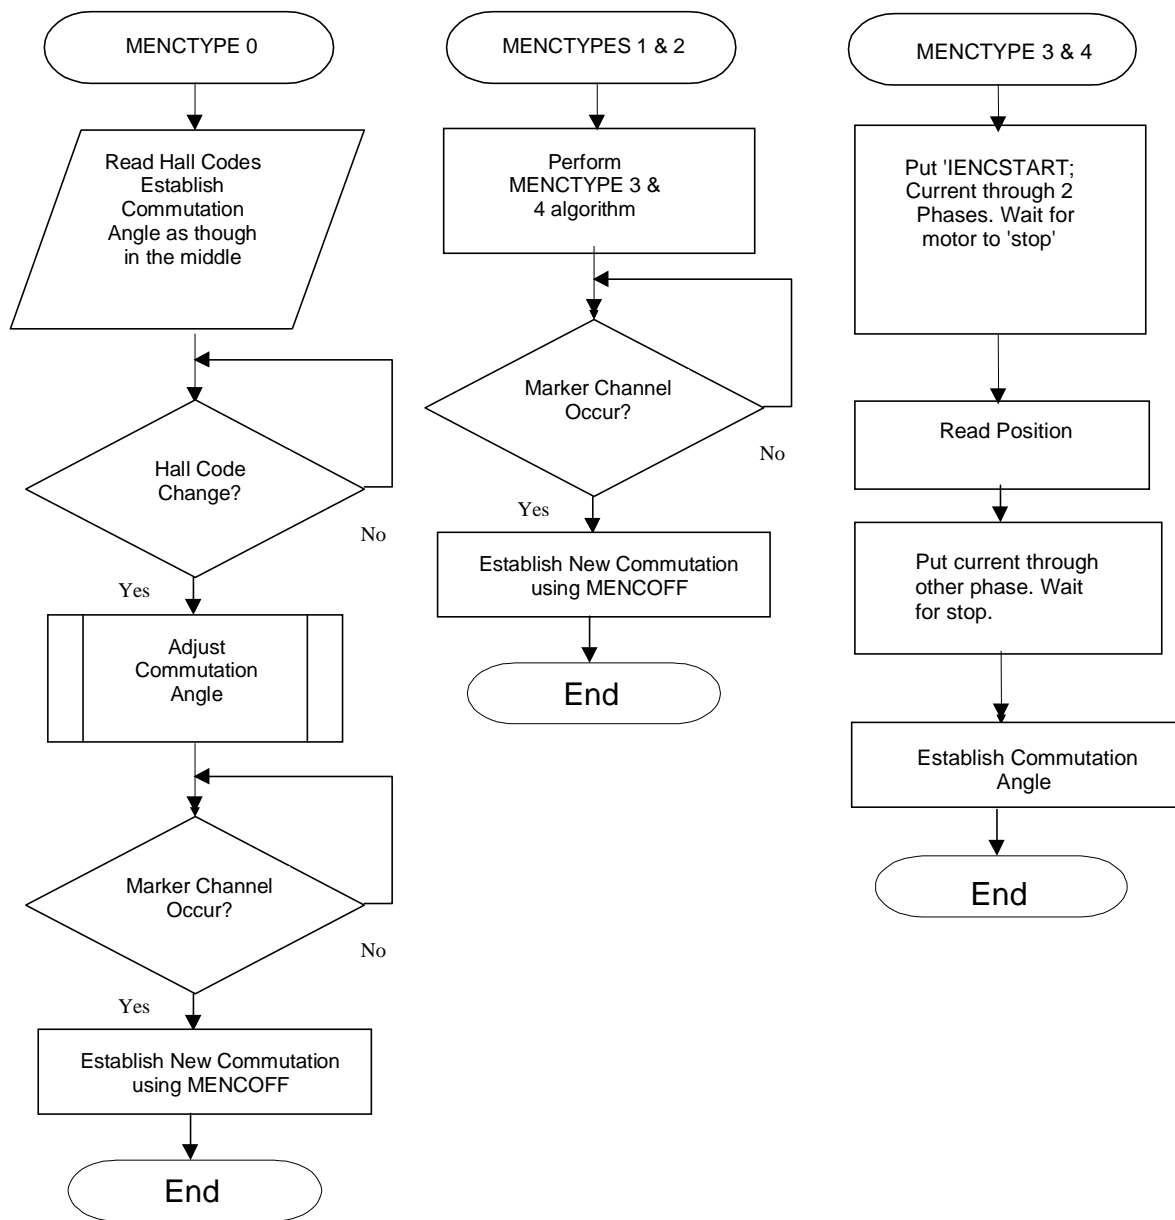 MENCTYPE 0
Read Hall Codes
Establish
Commutation
Angle as though
in the middle
Hall Code
Change?
No
Yes
Adjust
Commutation
Angle
Marker Channel
Occur?
No
Yes
Establish New Commutation
using MENCOFF
End
MENCTYPES 1 & 2
Perform
MENCTYPE 3 &
4 algorithm
Marker Channel
Occur?
No
Yes
Establish New Commutation
using MENCOFF
End
MENCTYPE 3 & 4
Put 'IENCSTART;
Current through 2
Phases. Wait for
motor to 'stop'
Read Position
Put current through
other phase. Wait
for stop.
Establish Commutation
Angle
End